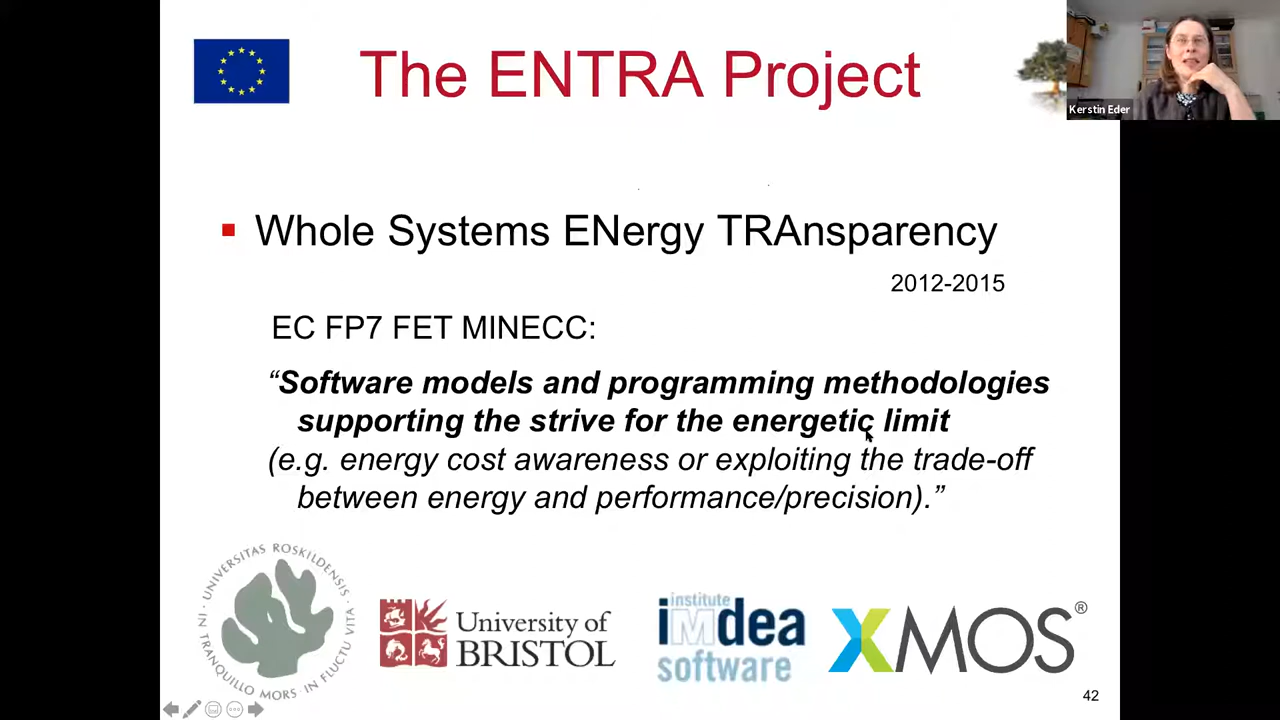 The ENTRA Project
Kerstin Eder
Whole Systems ENergy TRAnsparency
2012-2015
EC FP7 FET MINECC:
“Software models and programming methodologies
supporting the strive for the energetic limit
(e.g. energy cost awareness or exploiting the trade-off
between energy and performance/precision).”
· UNIVERSITAS ROSKILDENSIS ·
IN TRANQUILLO MORS · IN FLUCTU VITA
University of
BRISTOL
institute
imdea
software
XMOS®
42